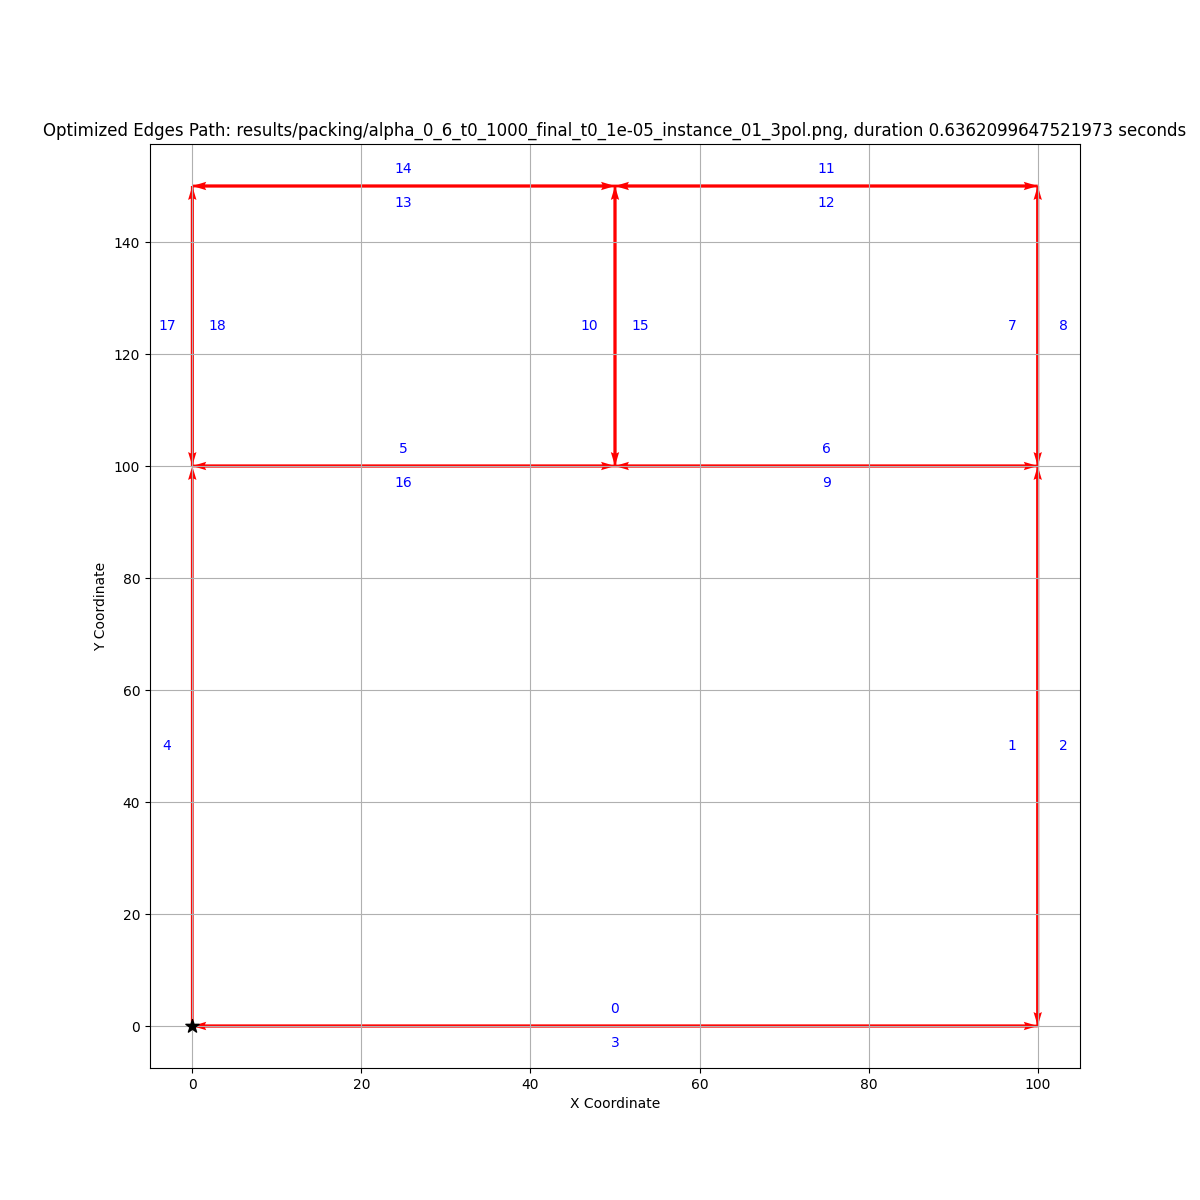 Optimized Edges Path: results/packing/alpha_0_6_t0_1000_final_t0_1e-05_instance_01_3pol.png, duration 0.6362099647521973 seconds
14 11
13 12
140
17 18 10 15 7 8
120
5 6
100
16 9
80
Y Coordinate
60
4 1 2
40
20
0
0
3
0 20 40 60 80 100
X Coordinate